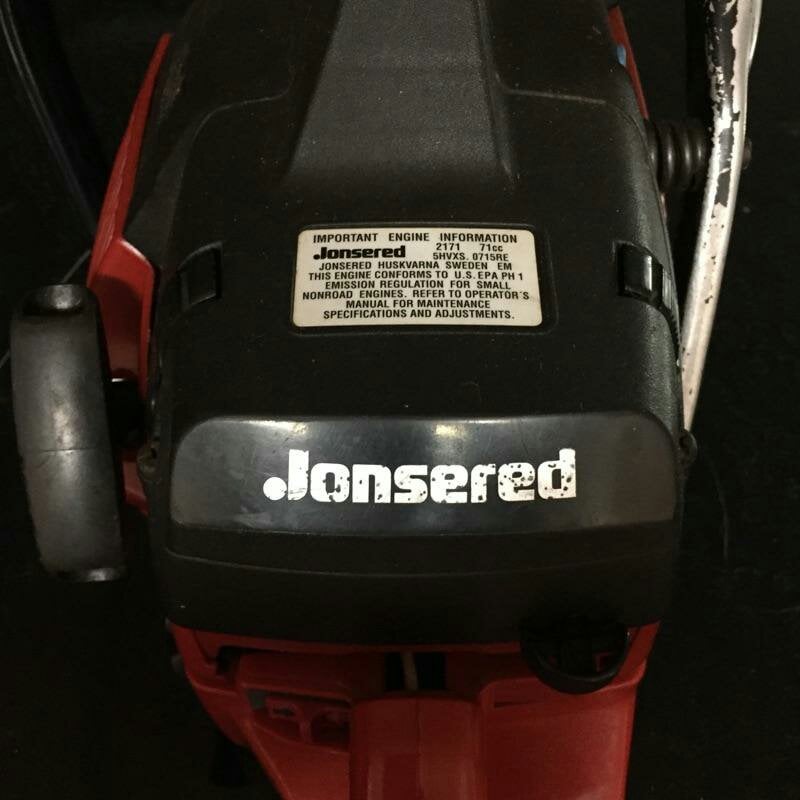 IMPORTANT ENGINE INFORMATION
Jonsered 2171 71cc
5HVXS. 0715RE
JONSERED HUSKVARNA SWEDEN EM
THIS ENGINE CONFORMS TO U.S. EPA PH 1
EMISSION REGULATION FOR SMALL
NONROAD ENGINES. REFER TO OPERATOR'S
MANUAL FOR MAINTENANCE
SPECIFICATIONS AND ADJUSTMENTS.
Jonsered